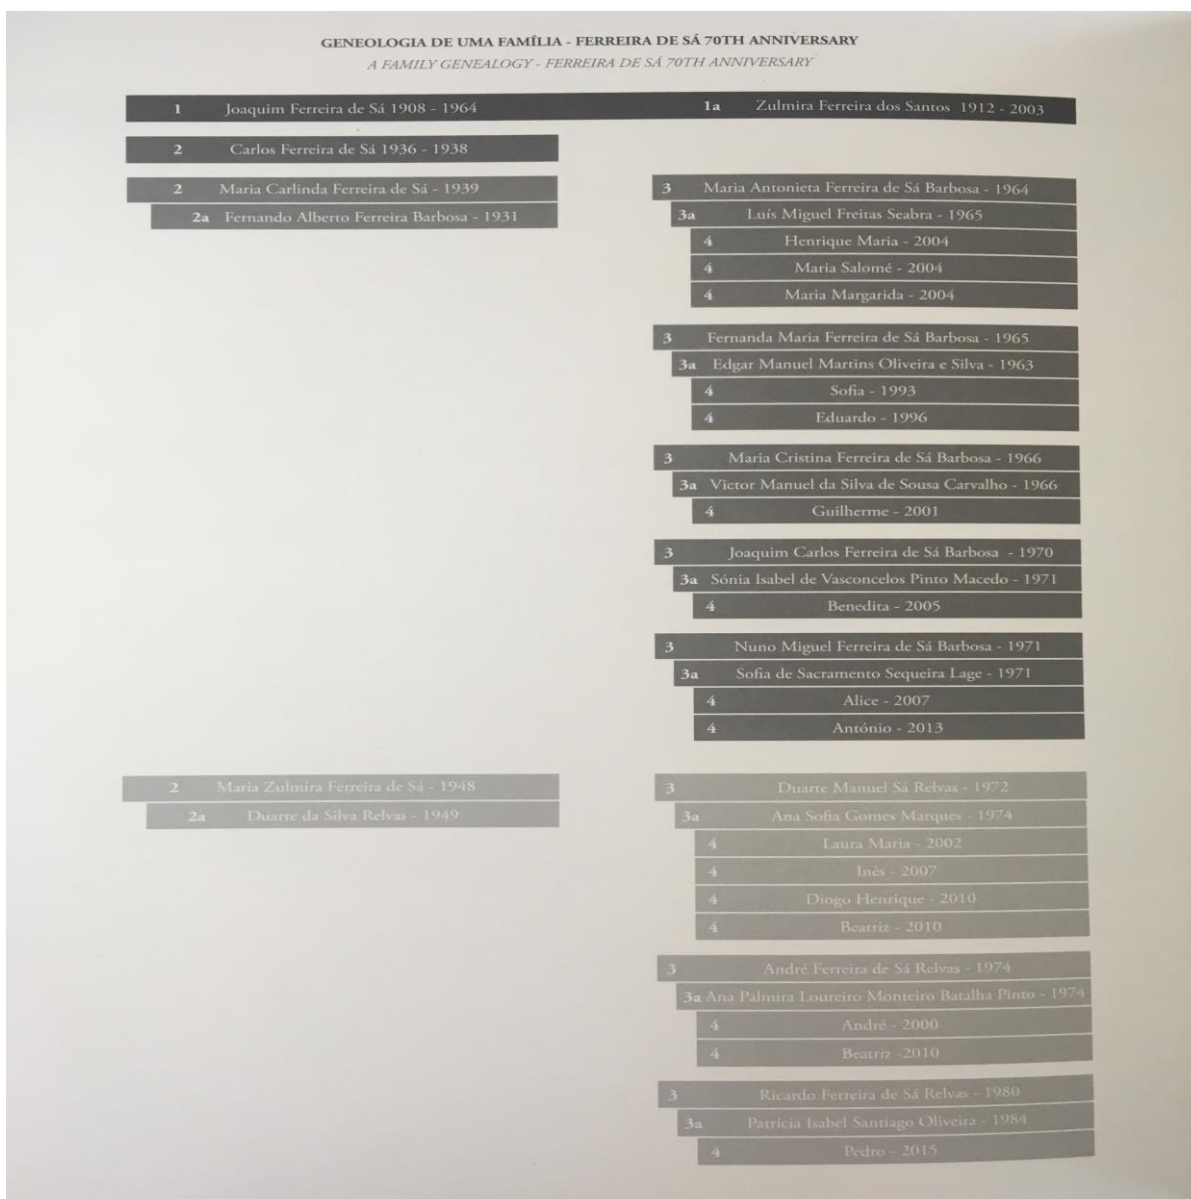 GENEOLOGIA DE UMA FAMÍLIA - FERREIRA DE SÁ 70TH ANNIVERSARY
A FAMILY GENEALOGY - FERREIRA DE SÁ 70TH ANNIVERSARY
1 Joaquim Ferreira de Sá 1908 - 1964 1a Zulmira Ferreira dos Santos 1912 - 2003
2 Carlos Ferreira de Sá 1936 - 1938
2 Maria Carlinda Ferreira de Sá - 1939
2a Fernando Alberto Ferreira Barbosa - 1931
3 Maria Antonieta Ferreira de Sá Barbosa - 1964
3a Luís Miguel Freitas Seabra - 1965
4 Henrique Maria - 2004
4 Maria Salomé - 2004
4 Maria Margarida - 2004
3 Fernanda Maria Ferreira de Sá Barbosa - 1965
3a Edgar Manuel Martins Oliveira e Silva - 1963
4 Sofia - 1993
4 Eduardo - 1996
3 Maria Cristina Ferreira de Sá Barbosa - 1966
3a Victor Manuel da Silva de Sousa Carvalho - 1966
4 Guilherme - 2001
3 Joaquim Carlos Ferreira de Sá Barbosa - 1970
3a Sónia Isabel de Vasconcelos Pinto Macedo - 1971
4 Benedita - 2005
3 Nuno Miguel Ferreira de Sá Barbosa - 1971
3a Sofia de Sacramento Sequeira Lage - 1971
4 Alice - 2007
4 António - 2013
2 Maria Zulmira Ferreira de Sá - 1948
2a Duarte da Silva Relvas - 1949
3 Duarte Manuel Sá Relvas - 1972
3a Ana Sofia Gomes Marques - 1974
4 Laura Maria - 2002
4 Inês - 2007
4 Diogo Henrique - 2010
4 Beatriz - 2010
3 André Ferreira de Sá Relvas - 1974
3a Ana Palmira Loureiro Monteiro Batalha Pinto - 1974
4 André - 2000
4 Beatriz -2010
3 Ricardo Ferreira de Sá Relvas - 1980
3a Patrícia Isabel Santiago Oliveira - 1984
4 Pedro - 2015